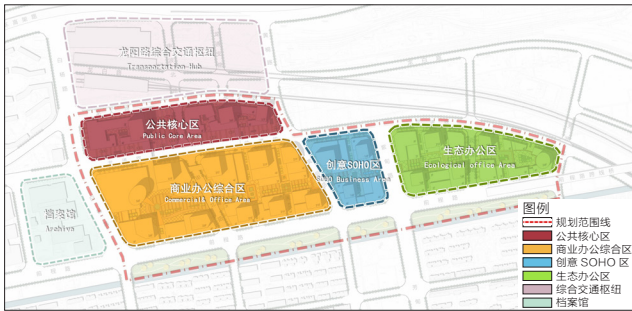 龙阳路综合交通枢纽
Transportation Hub
公共核心区
Public Core Area
创意SOHO区
SOHO Business Area
生态办公区
Ecological office Area
商业办公综合区
Commercial& Office Area
档案馆
Archive
图例
规划范围线
公共核心区
商业办公综合区
创意 SOHO 区
生态办公区
综合交通枢纽
档案馆